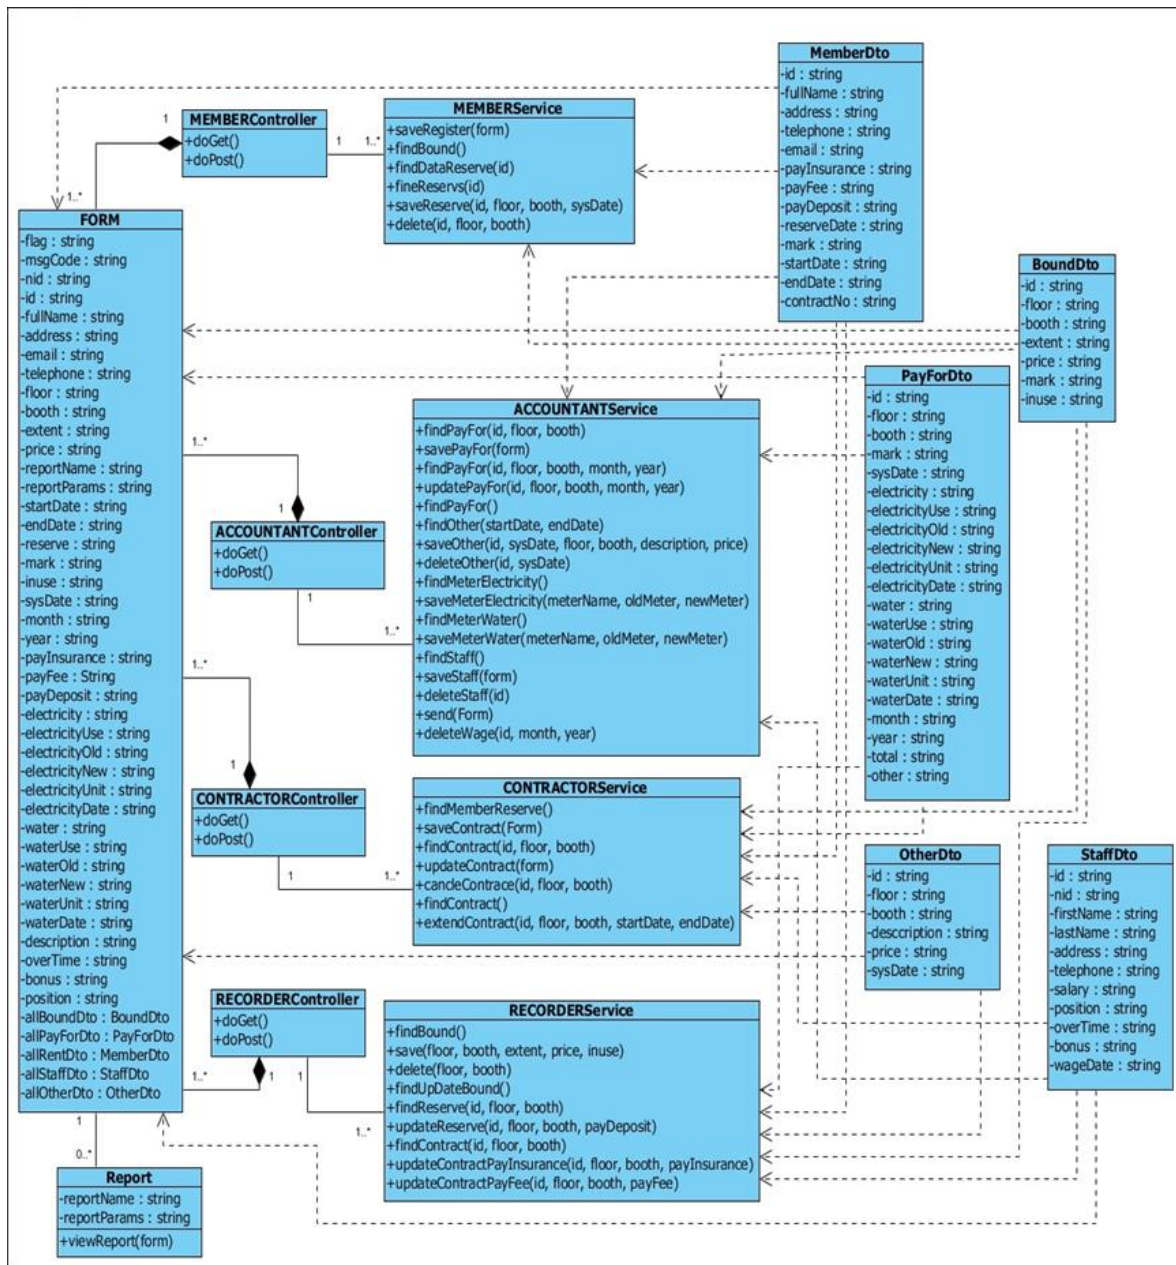 MemberDto
-id : string
-fullName : string
-address : string
-telephone : string
-email : string
-payInsurance : string
-payFee : string
-payDeposit : string
-reserveDate : string
-mark : string
-startDate : string
-endDate : string
-contractNo : string
MEMBERController
+doGet()
+doPost()
1
1
1..*
1..*
MEMBERService
+saveRegister(form)
+findBound()
+findDataReserve(id)
+fineReservs(id)
+saveReserve(id, floor, booth, sysDate)
+delete(id, floor, booth)
FORM
-flag : string
-msgCode : string
-nid : string
-id : string
-fullName : string
-address : string
-email : string
-telephone : string
-floor : string
-booth : string
-extent : string
-price : string
-reportName : string
-reportParams : string
-startDate : string
-endDate : string
-reserve : string
-mark : string
-inuse : string
-sysDate : string
-month : string
-year : string
-payInsurance : string
-payFee : String
-payDeposit : string
-electricity : string
-electricityUse : string
-electricityOld : string
-electricityNew : string
-electricityUnit : string
-electricityDate : string
-water : string
-waterUse : string
-waterOld : string
-waterNew : string
-waterUnit : string
-waterDate : string
-description : string
-overTime : string
-bonus : string
-position : string
-allBoundDto : BoundDto
-allPayForDto : PayForDto
-allRentDto : MemberDto
-allStaffDto : StaffDto
-allOtherDto : OtherDto
BoundDto
-id : string
-floor : string
-booth : string
-extent : string
-price : string
-mark : string
-inuse : string
PayForDto
-id : string
-floor : string
-booth : string
-mark : string
-sysDate : string
-electricity : string
-electricityUse : string
-electricityOld : string
-electricityNew : string
-electricityUnit : string
-electricityDate : string
-water : string
-waterUse : string
-waterOld : string
-waterNew : string
-waterUnit : string
-waterDate : string
-month : string
-year : string
-total : string
-other : string
ACCOUNTANTService
+findPayFor(id, floor, booth)
+savePayFor(form)
+findPayFor(id, floor, booth, month, year)
+updatePayFor(id, floor, booth, month, year)
+findPayFor()
+findOther(startDate, endDate)
+saveOther(id, sysDate, floor, booth, description, price)
+deleteOther(id, sysDate)
+findMeterElectricity()
+saveMeterElectricity(meterName, oldMeter, newMeter)
+findMeterWater()
+saveMeterWater(meterName, oldMeter, newMeter)
+findStaff()
+saveStaff(form)
+deleteStaff(id)
+send(Form)
+deleteWage(id, month, year)
1..*
1
ACCOUNTANTController
+doGet()
+doPost()
1
1..*
1..*
1
CONTRACTORController
+doGet()
+doPost()
1
1..*
CONTRACTORService
+findMemberReserve()
+saveContract(Form)
+findContract(id, floor, booth)
+updateContract(form)
+candeContrace(id, floor, booth)
+findContract()
+extendContract(id, floor, booth, startDate, endDate)
OtherDto
-id : string
-floor : string
-booth : string
-desccription : string
-price : string
-sysDate : string
StaffDto
-id : string
-nid : string
-firstName : string
-lastName : string
-address : string
-telephone : string
-salary : string
-position : string
-overTime : string
-bonus : string
-wageDate : string
RECORDERController
+doGet()
+doPost()
1..*
1
1
1..*
RECORDERService
+findBound()
+save(floor, booth, extent, price, inuse)
+delete(floor, booth)
+findUpDateBound()
+findReserve(id, floor, booth)
+updateReserve(id, floor, booth, payDeposit)
+findContract(id, floor, booth)
+updateContractPayInsurance(id, floor, booth, payInsurance)
+updateContractPayFee(id, floor, booth, payFee)
1
0..*
Report
-reportName : string
-reportParams : string
+viewReport(form)